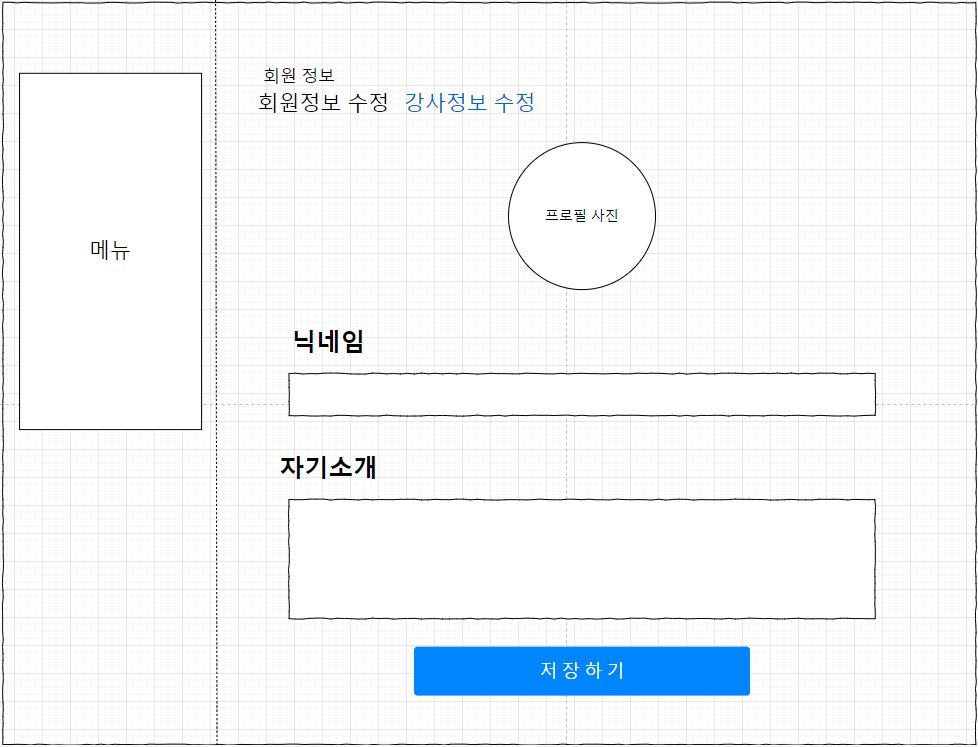 회원 정보
회원정보 수정 강사정보 수정
프로필 사진
메뉴
닉네임
자기소개
저 장 하 기